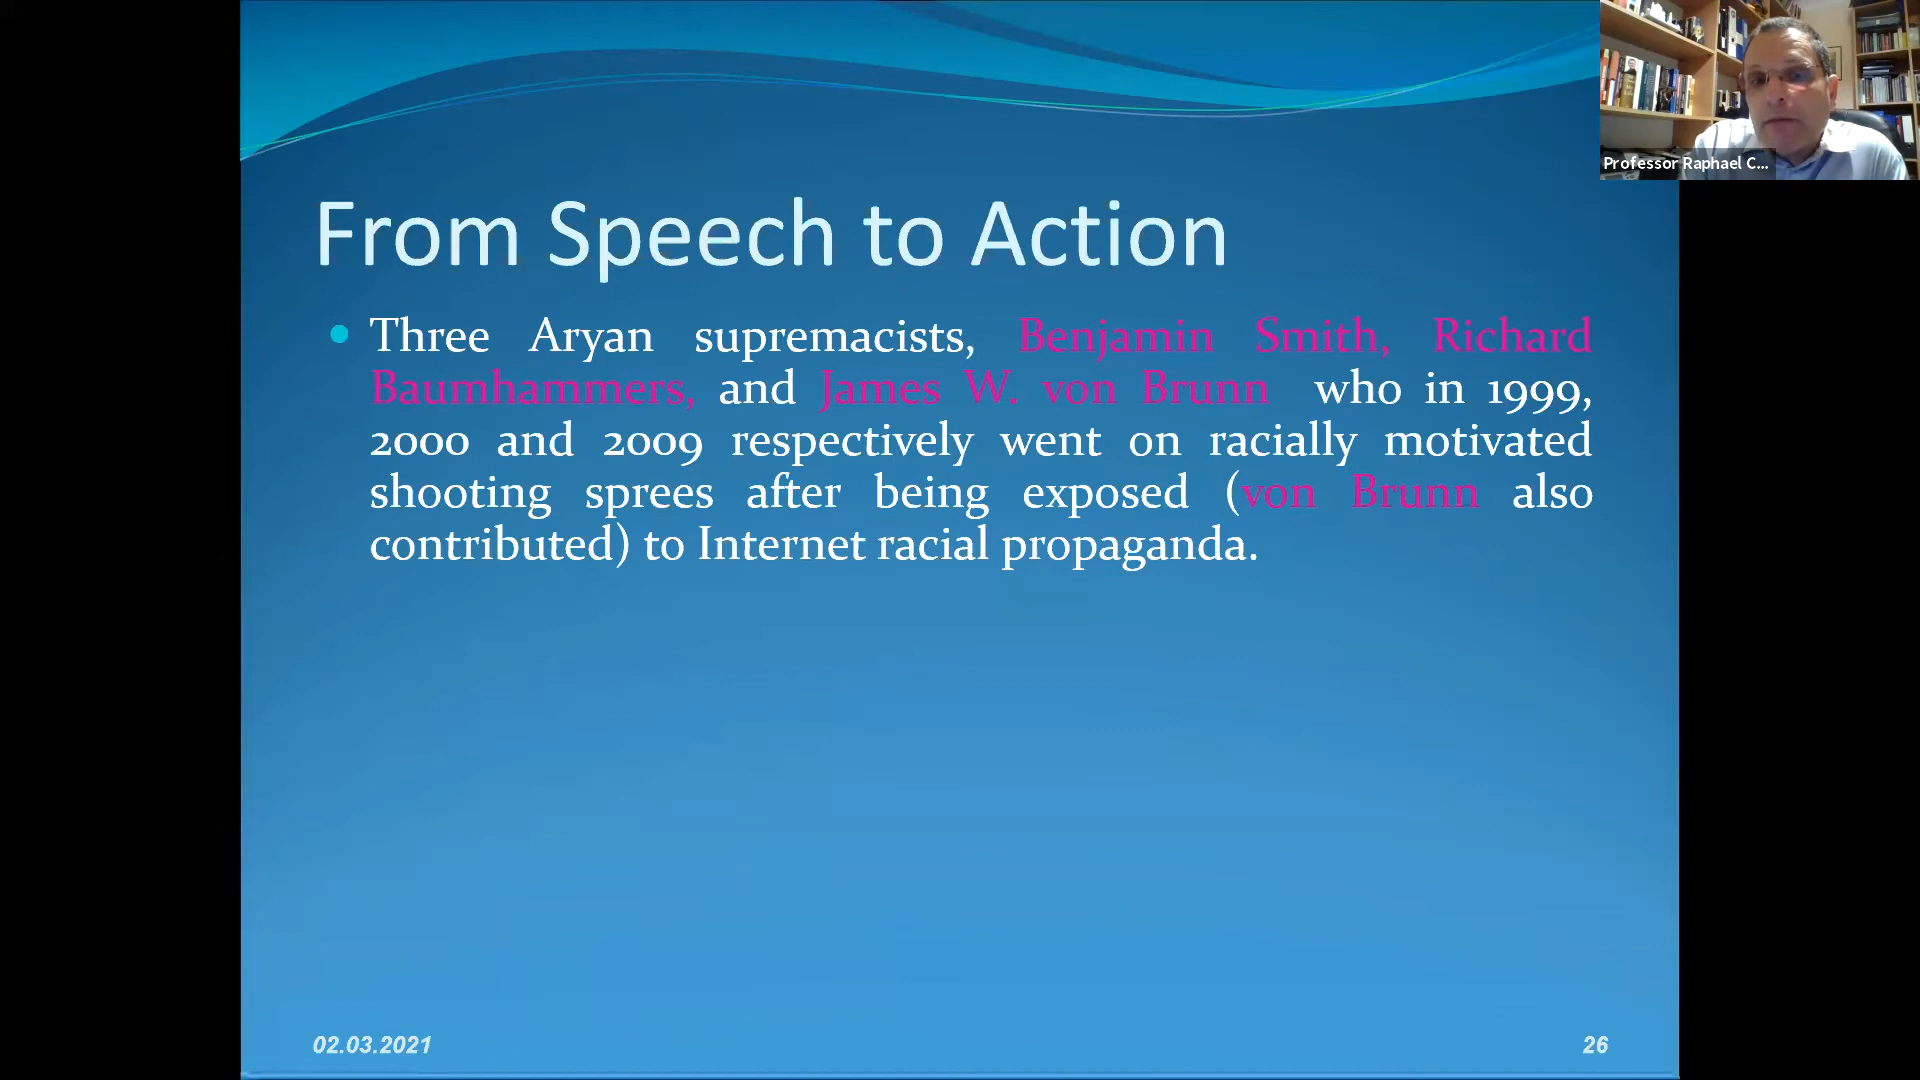 Professor Raphael C...
From Speech to Action
• Three Aryan supremacists, Benjamin Smith, Richard
Baumhammers, and James W. von Brunn who in 1999,
2000 and 2009 respectively went on racially motivated
shooting sprees after being exposed (von Brunn also
contributed) to Internet racial propaganda.
02.03.2021
26